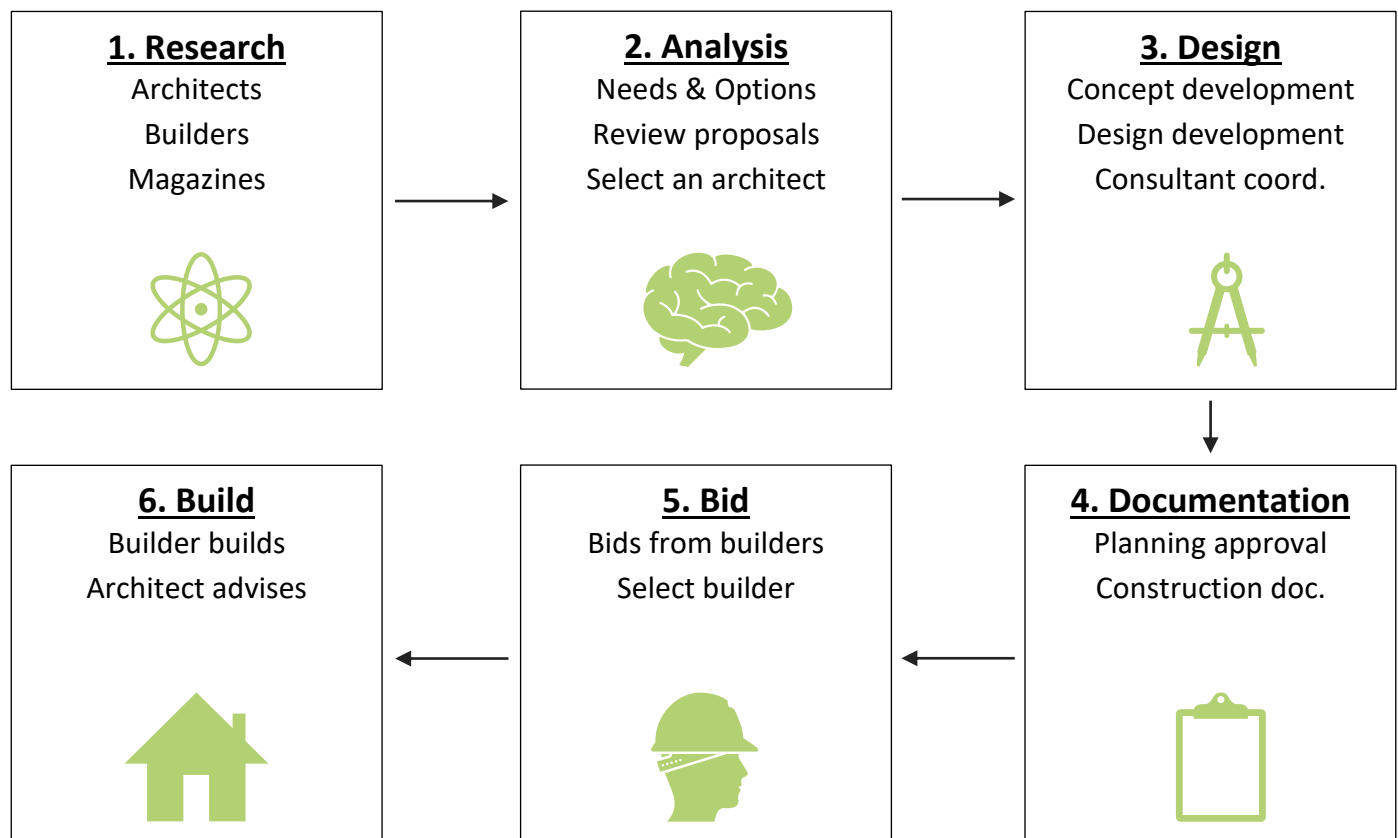 1. Research
Architects
Builders
Magazines
2. Analysis
Needs & Options
Review proposals
Select an architect
3. Design
Concept development
Design development
Consultant coord.
4. Documentation
Planning approval
Construction doc.
5. Bid
Bids from builders
Select builder
6. Build
Builder builds
Architect advises